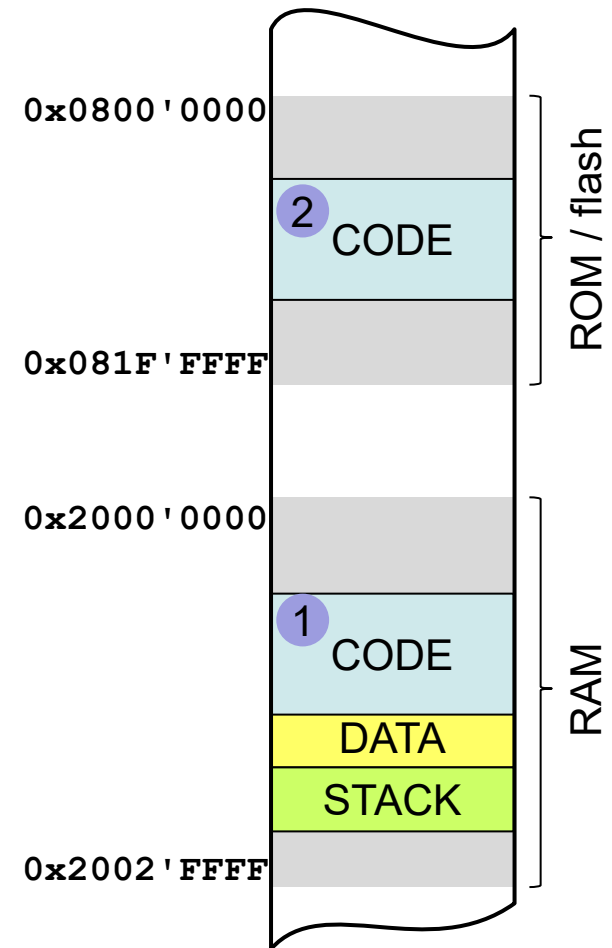 0x0800'0000
2
CODE
ROM / flash
0x081F'FFFF
0x2000'0000
1
CODE
RAM
DATA
STACK
0x2002'FFFF